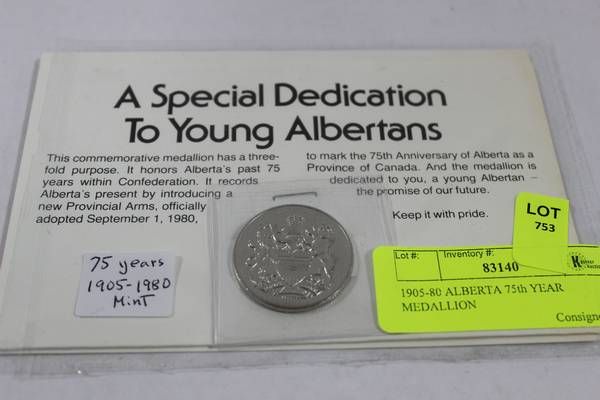 A Special Dedication
To Young Albertans
This commemorative medallion has a three-
fold purpose. It honors Alberta's past 75
years within Confederation. It records
Alberta's present by introducing a
new Provincial Arms, officially
adopted September 1, 1980,
to mark the 75th Anniversary of Alberta as a
Province of Canada. And the medallion is
dedicated to you, a young Albertan –
the promise of our future.
Keep it with pride.
75 years
1905-1980
MinT
LOT
753
Lot #:
Inventory #:
83140
1905-80 ALBERTA 75th YEAR
MEDALLION
Consigne